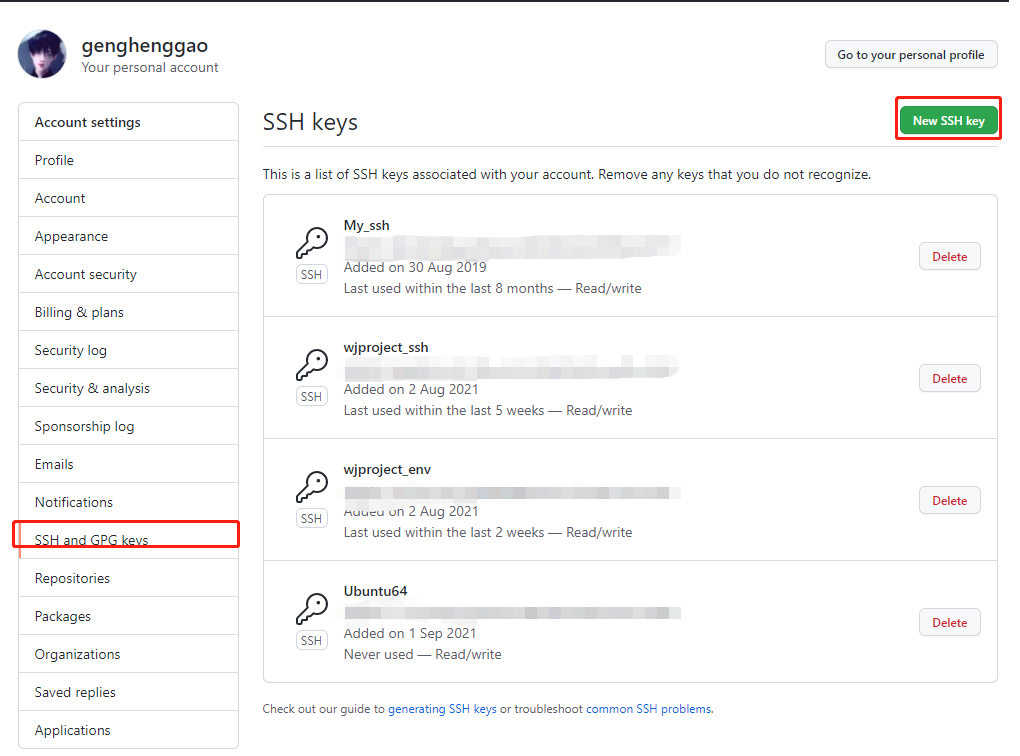 genghenggao
Your personal account
Go to your personal profile
Account settings
Profile
Account
Appearance
Account security
Billing & plans
Security log
Security & analysis
Sponsorship log
Emails
Notifications
SSH and GPG keys
Repositories
Packages
Organizations
Saved replies
Applications
SSH keys
New SSH key
This is a list of SSH keys associated with your account. Remove any keys that you do not recognize.
SSH
My_ssh
Added on 30 Aug 2019
Last used within the last 8 months — Read/write
Delete
SSH
wjproject_ssh
Added on 2 Aug 2021
Last used within the last 5 weeks — Read/write
Delete
SSH
wjproject_env
Added on 2 Aug 2021
Last used within the last 2 weeks — Read/write
Delete
SSH
Ubuntu64
Added on 1 Sep 2021
Never used — Read/write
Delete
Check out our guide to generating SSH keys or troubleshoot common SSH problems.